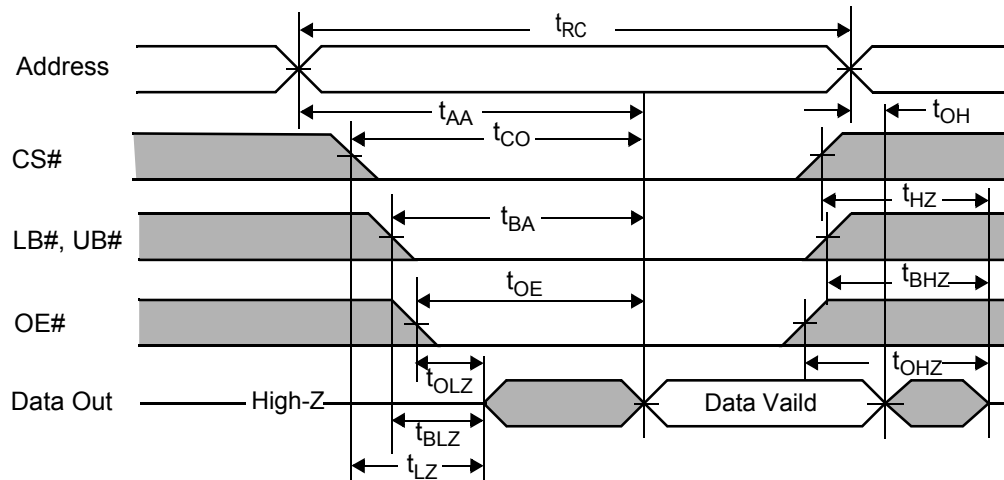 tRC
Address
tAA
tOH
tCO
CS#
tHZ
tBA
LB#, UB#
tBHZ
tOE
OE#
tOHZ
tOLZ
Data Out
High-Z
Data Vaild
tBLZ
tLZ